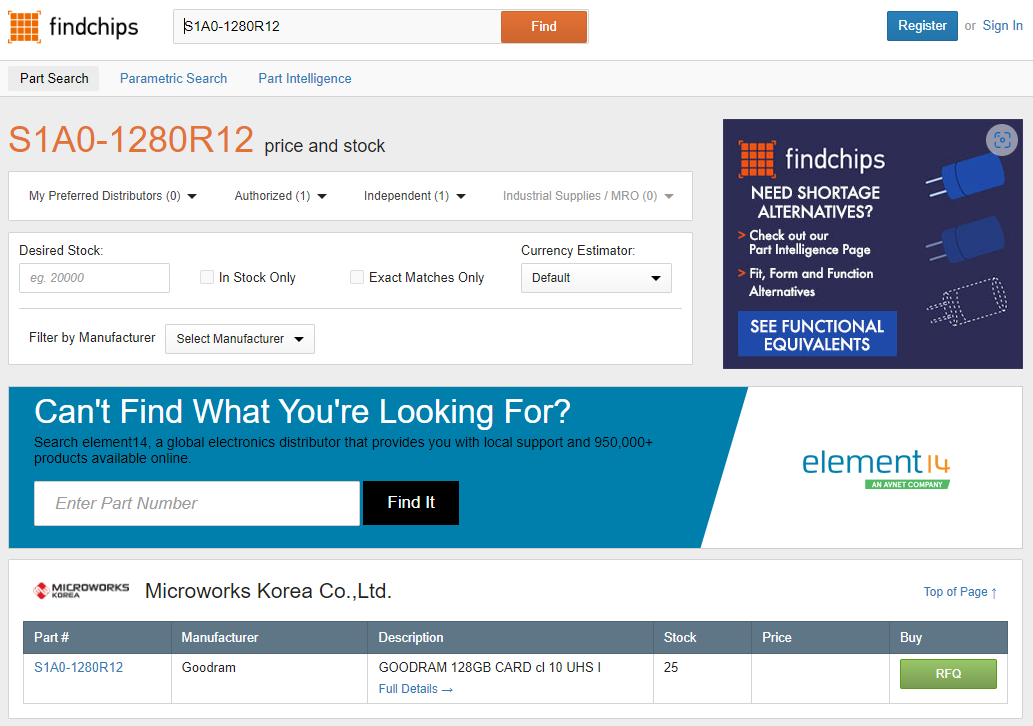 findchips
S1A0-1280R12
Find
Register or Sign In
Part Search
Parametric Search
Part Intelligence
S1A0-1280R12 price and stock
My Preferred Distributors (0)
Authorized (1)
Independent (1)
Industrial Supplies / MRO (0)
Desired Stock:
eg. 20000
In Stock Only
Exact Matches Only
Currency Estimator:
Default
Filter by Manufacturer
Select Manufacturer
findchips
NEED SHORTAGE
ALTERNATIVES?
> Check out our
Part Intelligence Page
> Fit, Form and Function
Alternatives
SEE FUNCTIONAL
EQUIVALENTS
Can't Find What You're Looking For?
Search element14, a global electronics distributor that provides you with local support and 950,000+
products available online.
Enter Part Number
Find It
element14
AN AVNET COMPANY
MICROWORKS
KOREA
Microworks Korea Co.,Ltd.
Top of Page ↑
Part # Manufacturer Description Stock Price Buy
S1A0-1280R12 Goodram GOODRAM 128GB CARD cl 10 UHS I 25 RFQ
Full Details →